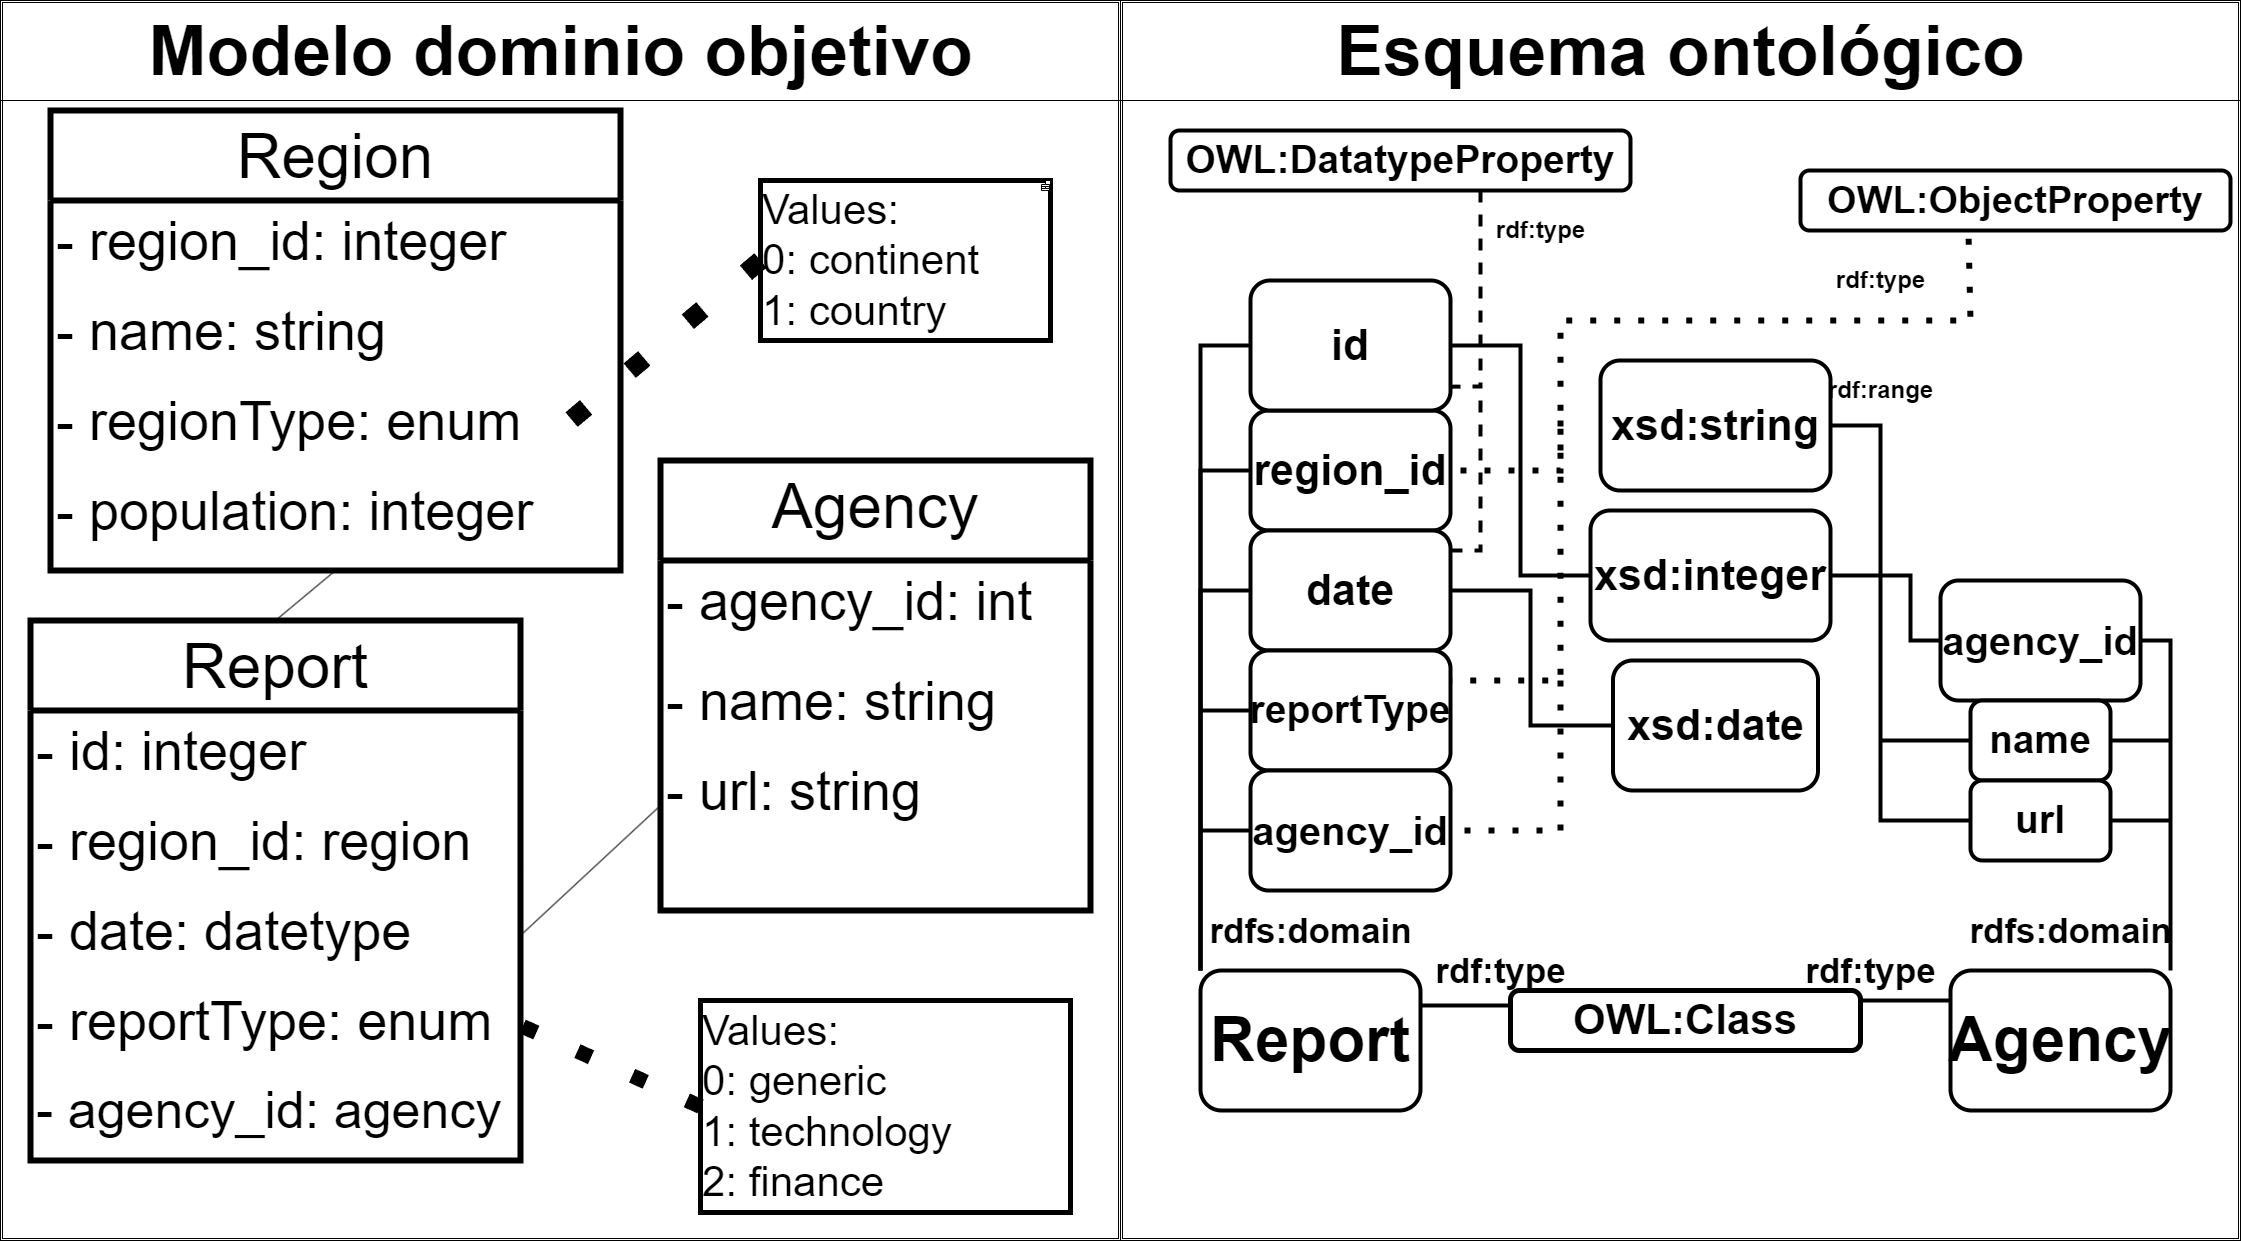 Modelo dominio objetivo
Region
- region_id: integer
- name: string
- regionType: enum
- population: integer
Values:
0: continent
1: country
Agency
- agency_id: int
- name: string
- url: string
Report
- id: integer
- region_id: region
- date: datetype
- reportType: enum
- agency_id: agency
Values:
0: generic
1: technology
2: finance
Esquema ontológico
OWL:DatatypeProperty
OWL:ObjectProperty
rdf:type
rdf:type
id
region_id
date
reportType
agency_id
xsd:string
rdf:range
xsd:integer
xsd:date
agency_id
name
url
rdfs:domain
rdfs:domain
rdf:type
rdf:type
Report
OWL:Class
Agency